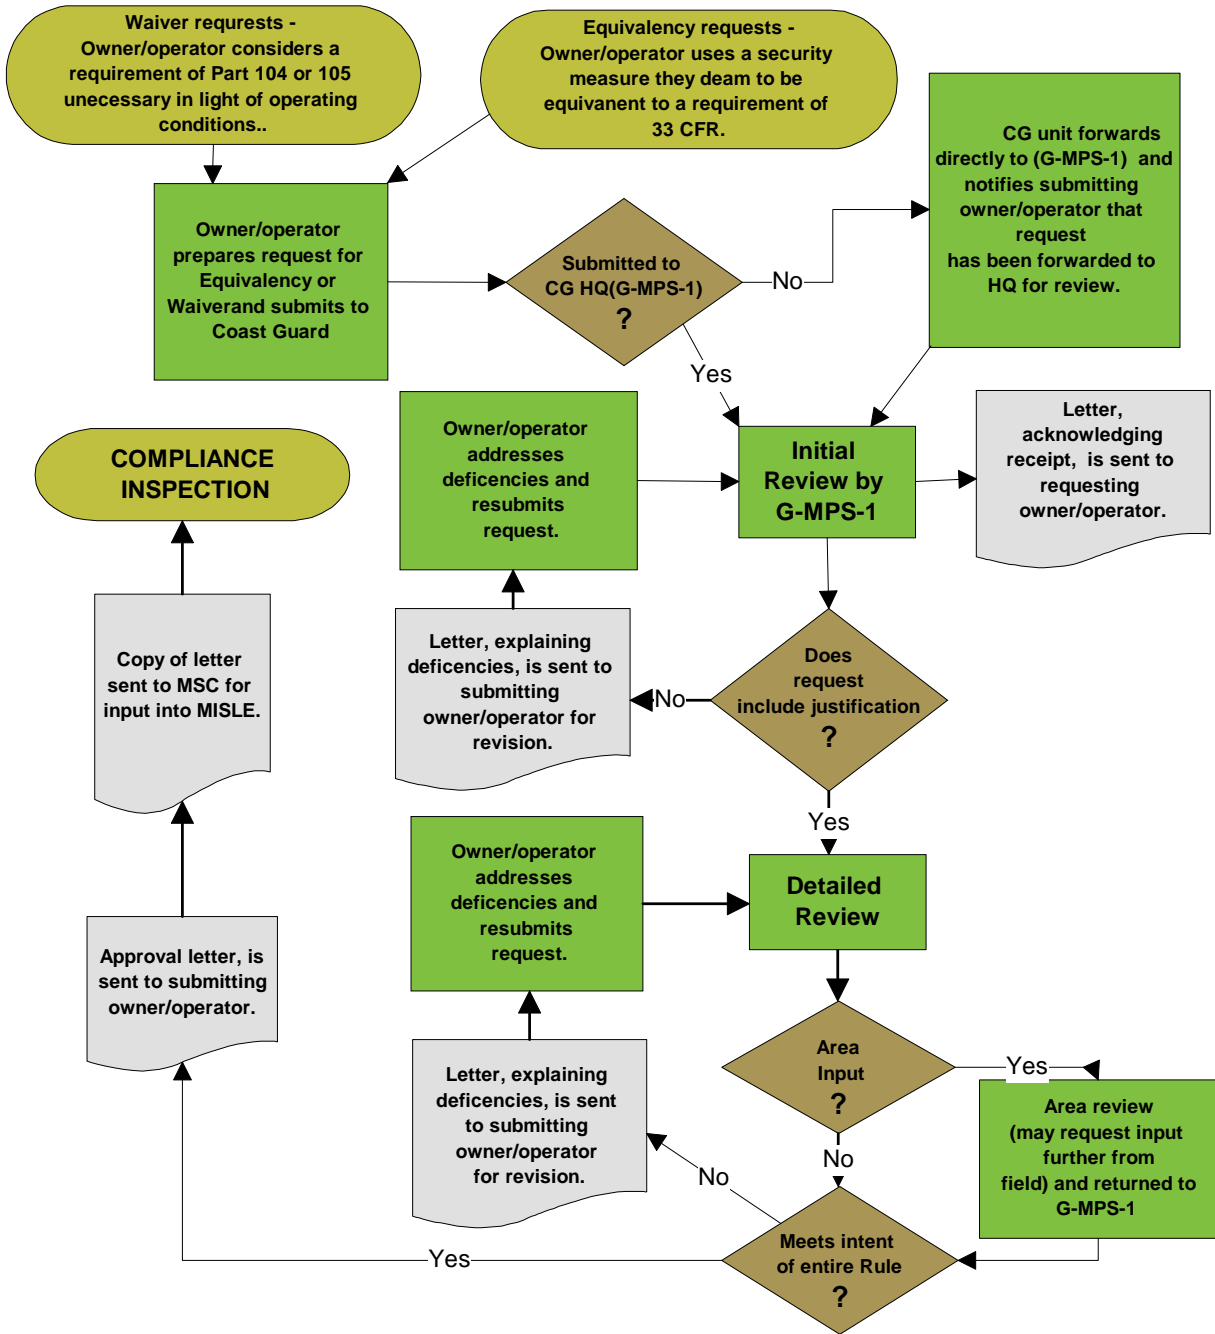 Waiver requrests -
Owner/operator considers a
requirement of Part 104 or 105
unecessary in light of operating
conditions..
Equivalency requests -
Owner/operator uses a security
measure they deam to be
equivanent to a requirement of
33 CFR.
CG unit forwards
directly to (G-MPS-1) and
notifies submitting
owner/operator that
request
has been forwarded to
HQ for review.
Owner/operator
prepares request for
Equivalency or
Waiverand submits to
Coast Guard
Submitted to
CG HQ(G-MPS-1)
?
No
Yes
Owner/operator
addresses
deficencies and
resubmits
request.
Initial
Review by
G-MPS-1
Letter,
acknowledging
receipt, is sent to
requesting
owner/operator.
COMPLIANCE
INSPECTION
Copy of letter
sent to MSC for
input into MISLE.
Letter, explaining
deficencies, is sent to
submitting
owner/operator for
revision.
No
Does
request
include justification
?
Yes
Owner/operator
addresses
deficencies and
resubmits
request.
Detailed
Review
Approval letter, is
sent to submitting
owner/operator.
Letter, explaining
deficencies, is sent
to submitting
owner/operator
for revision.
Area
Input
?
Yes
No
Area review
(may request input
further from
field) and returned to
G-MPS-1
No
Meets intent
of entire Rule
?
Yes